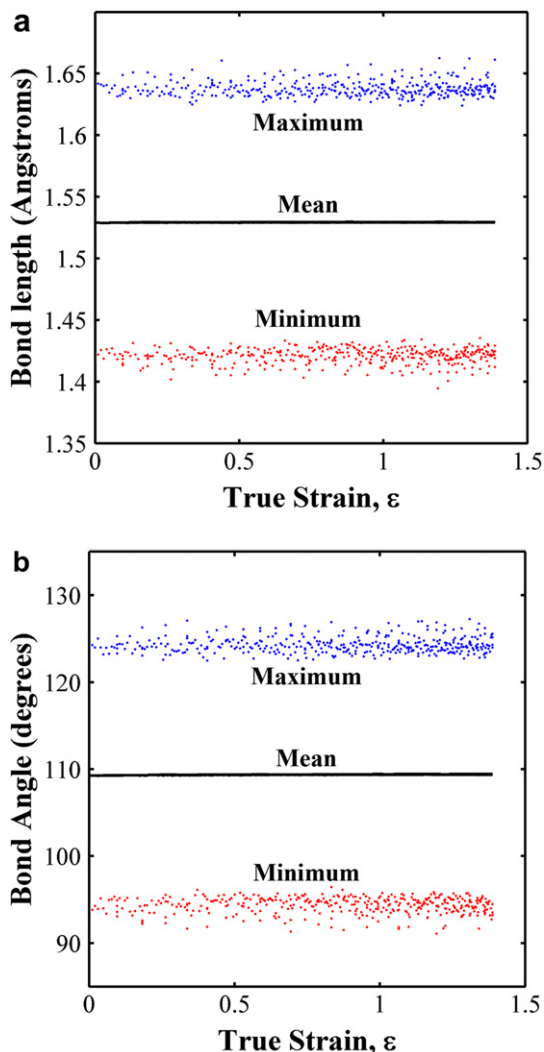 a
Bond length (Angstroms)
1.65
1.6
1.55
1.5
1.45
1.4
1.35
Maximum
Mean
Minimum
0 0.5 1 1.5
True Strain, ε
b
Bond Angle (degrees)
130
120
110
100
90
Maximum
Mean
Minimum
0 0.5 1 1.5
True Strain, ε